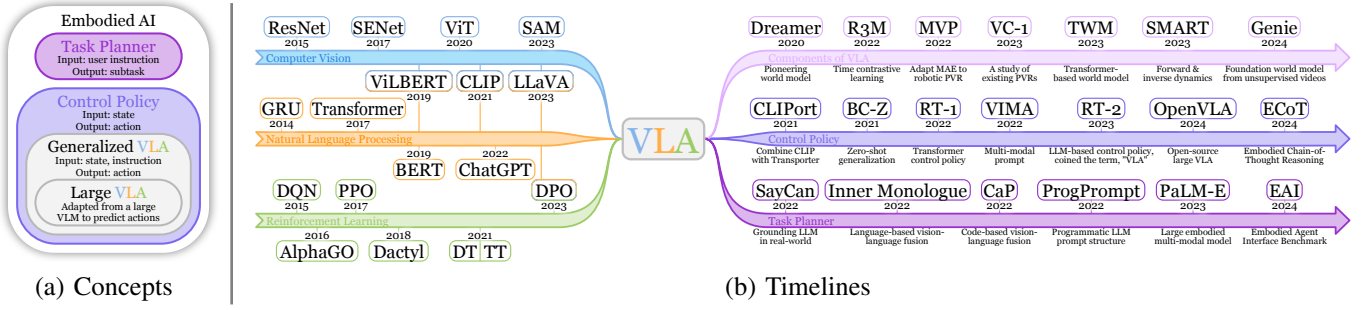 Embodied AI
Task Planner
Input: user instruction
Output: subtask
Control Policy
Input: state
Output: action
Generalized VLA
Input: state, instruction
Output: action
Large VLA
Adapted from a large
VLM to predict actions
(a) Concepts
ResNet SENet ViT SAM
2015 2017 2020 2023
Computer Vision
ViLBERT CLIP LLaVA
2019 2021 2023
GRU Transformer
2014 2017
Natural Language Processing
2019 2022
BERT ChatGPT
DQN PPO DPO
2015 2017 2023
Reinforcement Learning
2016 2018 2021
AlphaGO Dactyl DT TT
VLA
Dreamer R3M MVP VC-1 TWM SMART Genie
2020 2022 2022 2023 2023 2023 2024
Components of VLA
Pioneering Time contrastive Adapt MAE to A study of Transformer- Forward & Foundation world model
world model learning robotic PVR existing PVRs based world model inverse dynamics from unsupervised videos
CLIPort BC-Z RT-1 VIMA RT-2 OpenVLA ECoT
2021 2021 2022 2022 2023 2024 2024
Control Policy
Combine CLIP Zero-shot Transformer Multi-modal LLM-based control policy, Open-source Embodied Chain-of-
with Transporter generalization control policy prompt coined the term, "VLA" large VLA Thought Reasoning
SayCan Inner Monologue CaP ProgPrompt PaLM-E EAI
2022 2022 2022 2022 2023 2024
Task Planner
Grounding LLM Language-based vision- Code-based vision- Programmatic LLM Large embodied Embodied Agent
in real-world language fusion language fusion prompt structure multi-modal model Interface Benchmark
(b) Timelines